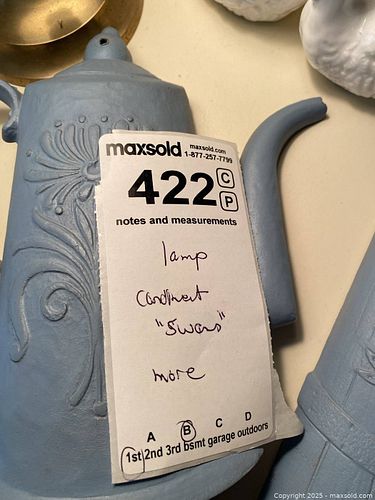 maxsold maxsold.com
1-877-257-7799
422 C
P
notes and measurements
lamp
"Swans"
more
A B C D
1st 2nd 3rd bsmt garage outdoors
Copyright 2025 - maxsold.com